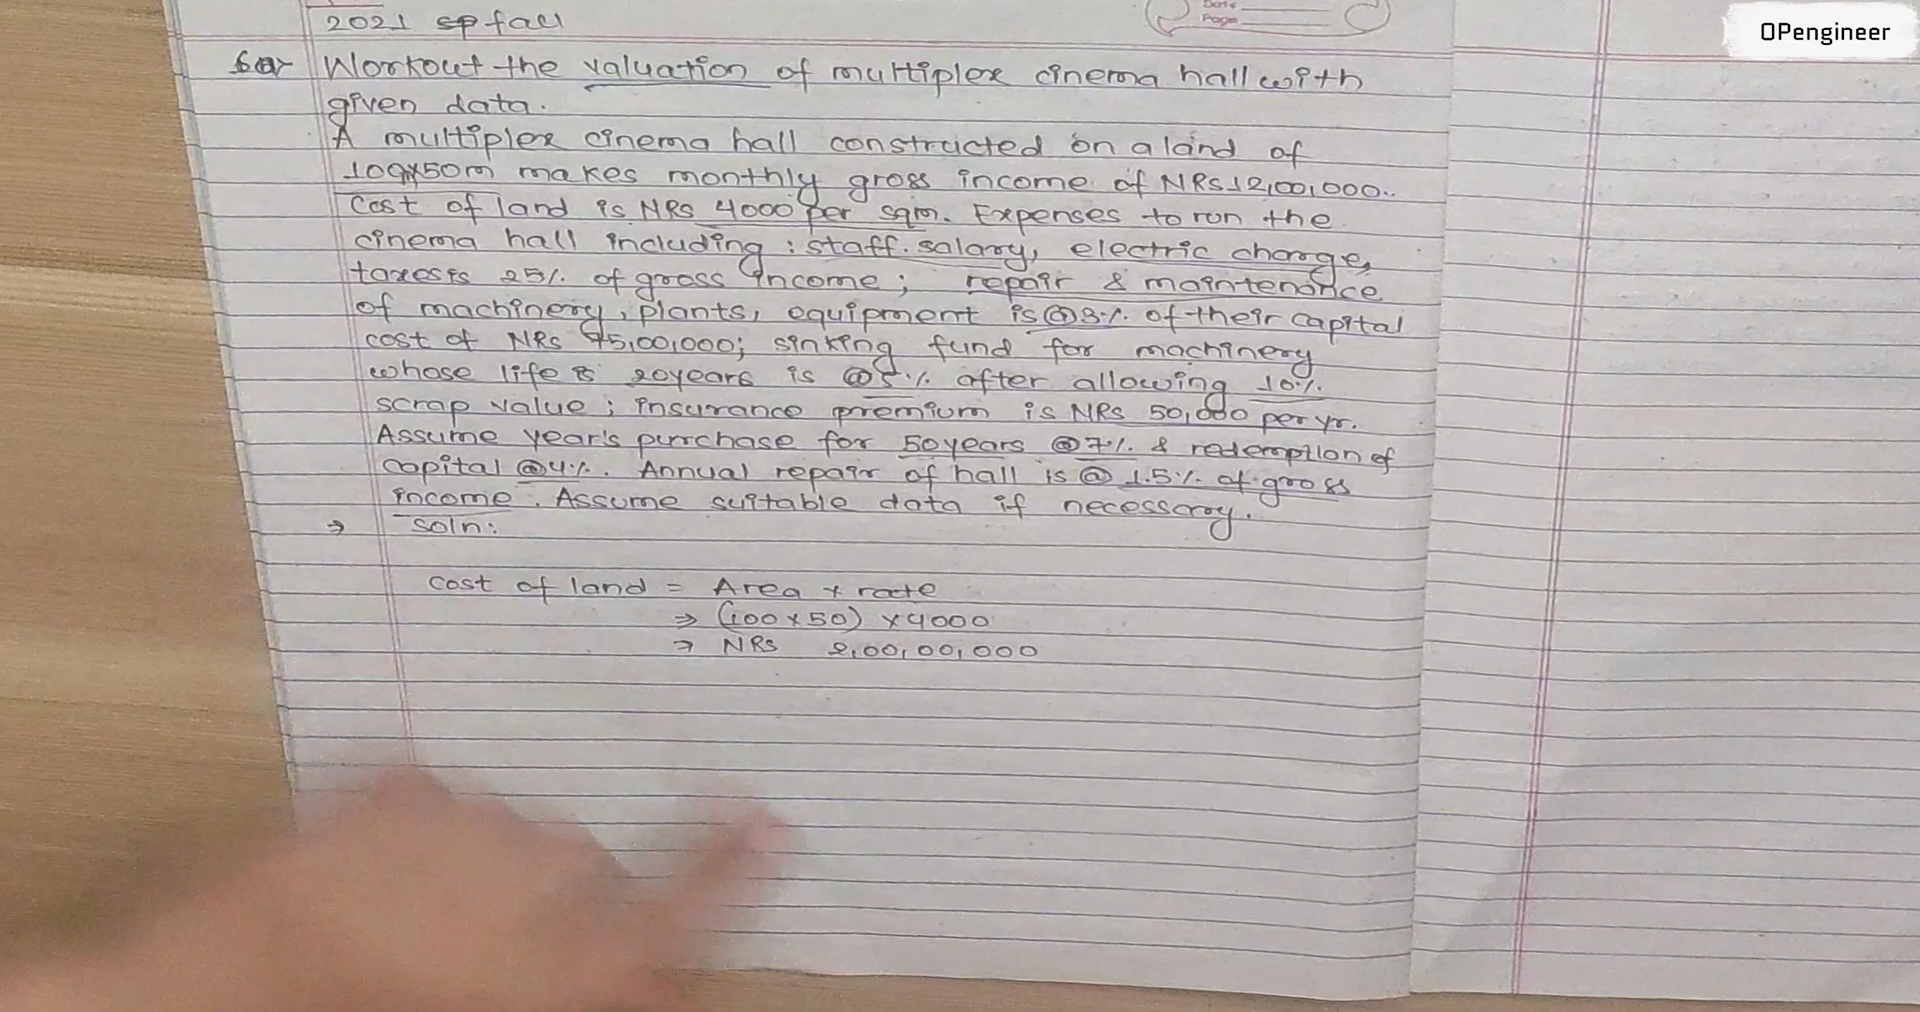 OPengineer
Date
Page
2021 sp fall
6a> Workout the valuation of multiplex cinema hall with
given data.
A multiplex cinema hall constructed on a land of
100x50m makes monthly gross income of NRs 12,00,000..
Cost of land is NRs 4000 per sqm. Expenses to run the
cinema hall including : staff salary, electric charge,
taxes is 25% of gross income ; repair & maintenance
of machinery, plants, equipment is @3% of their capital
cost of NRs 75,00,000; sinking fund for machinery
whose life is 20years is @5% after allowing 10%
scrap value ; insurance premium is NRs 50,000 per yr.
Assume year's purchase for 50years @7% & redemption of
capital @4%. Annual repair of hall is @ 1.5% of gross
income. Assume suitable data if necessary.
→ Soln:
cost of land = Area x rate
⇒ (100x50) x4000
⇒ NRs 2,00,00,000